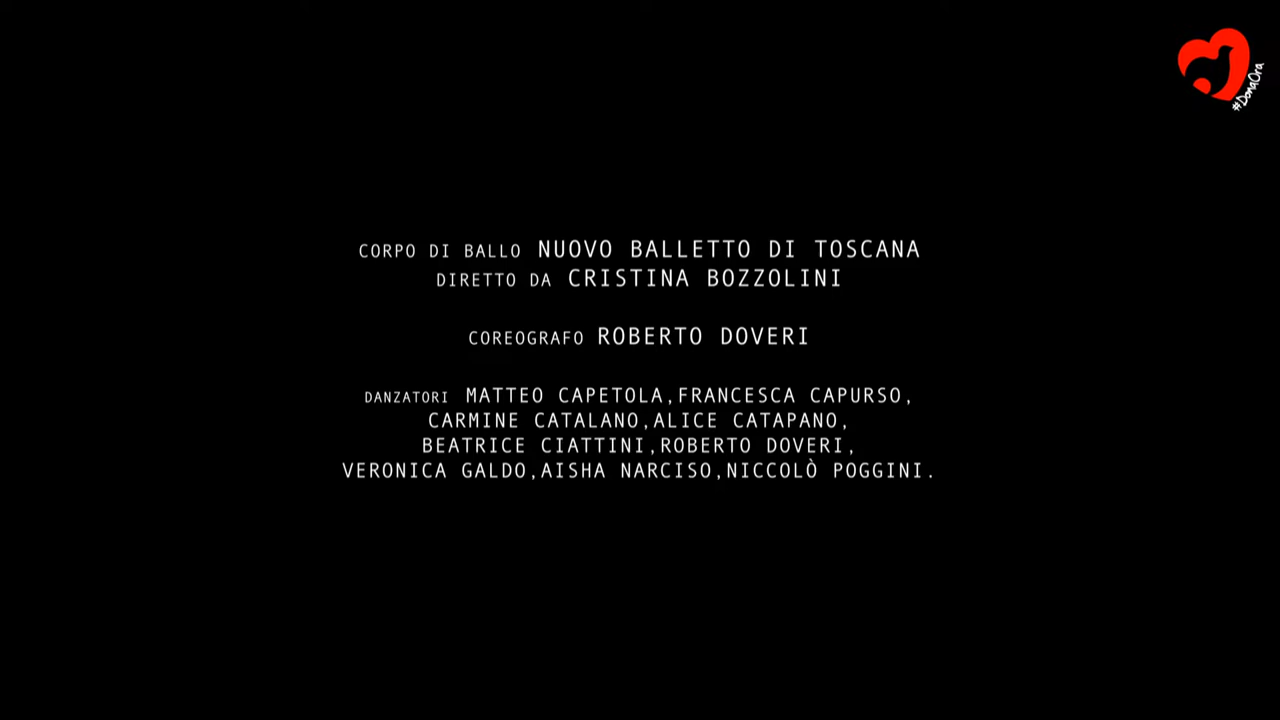 #DonaOra
CORPO DI BALLO NUOVO BALLETTO DI TOSCANA
DIRETTO DA CRISTINA BOZZOLINI
COREOGRAFO ROBERTO DOVERI
DANZATORI MATTEO CAPETOLA,FRANCESCA CAPURSO,
CARMINE CATALANO,ALICE CATAPANO,
BEATRICE CIATTINI,ROBERTO DOVERI,
VERONICA GALDO,AISHA NARCISO,NICCOLÒ POGGINI.